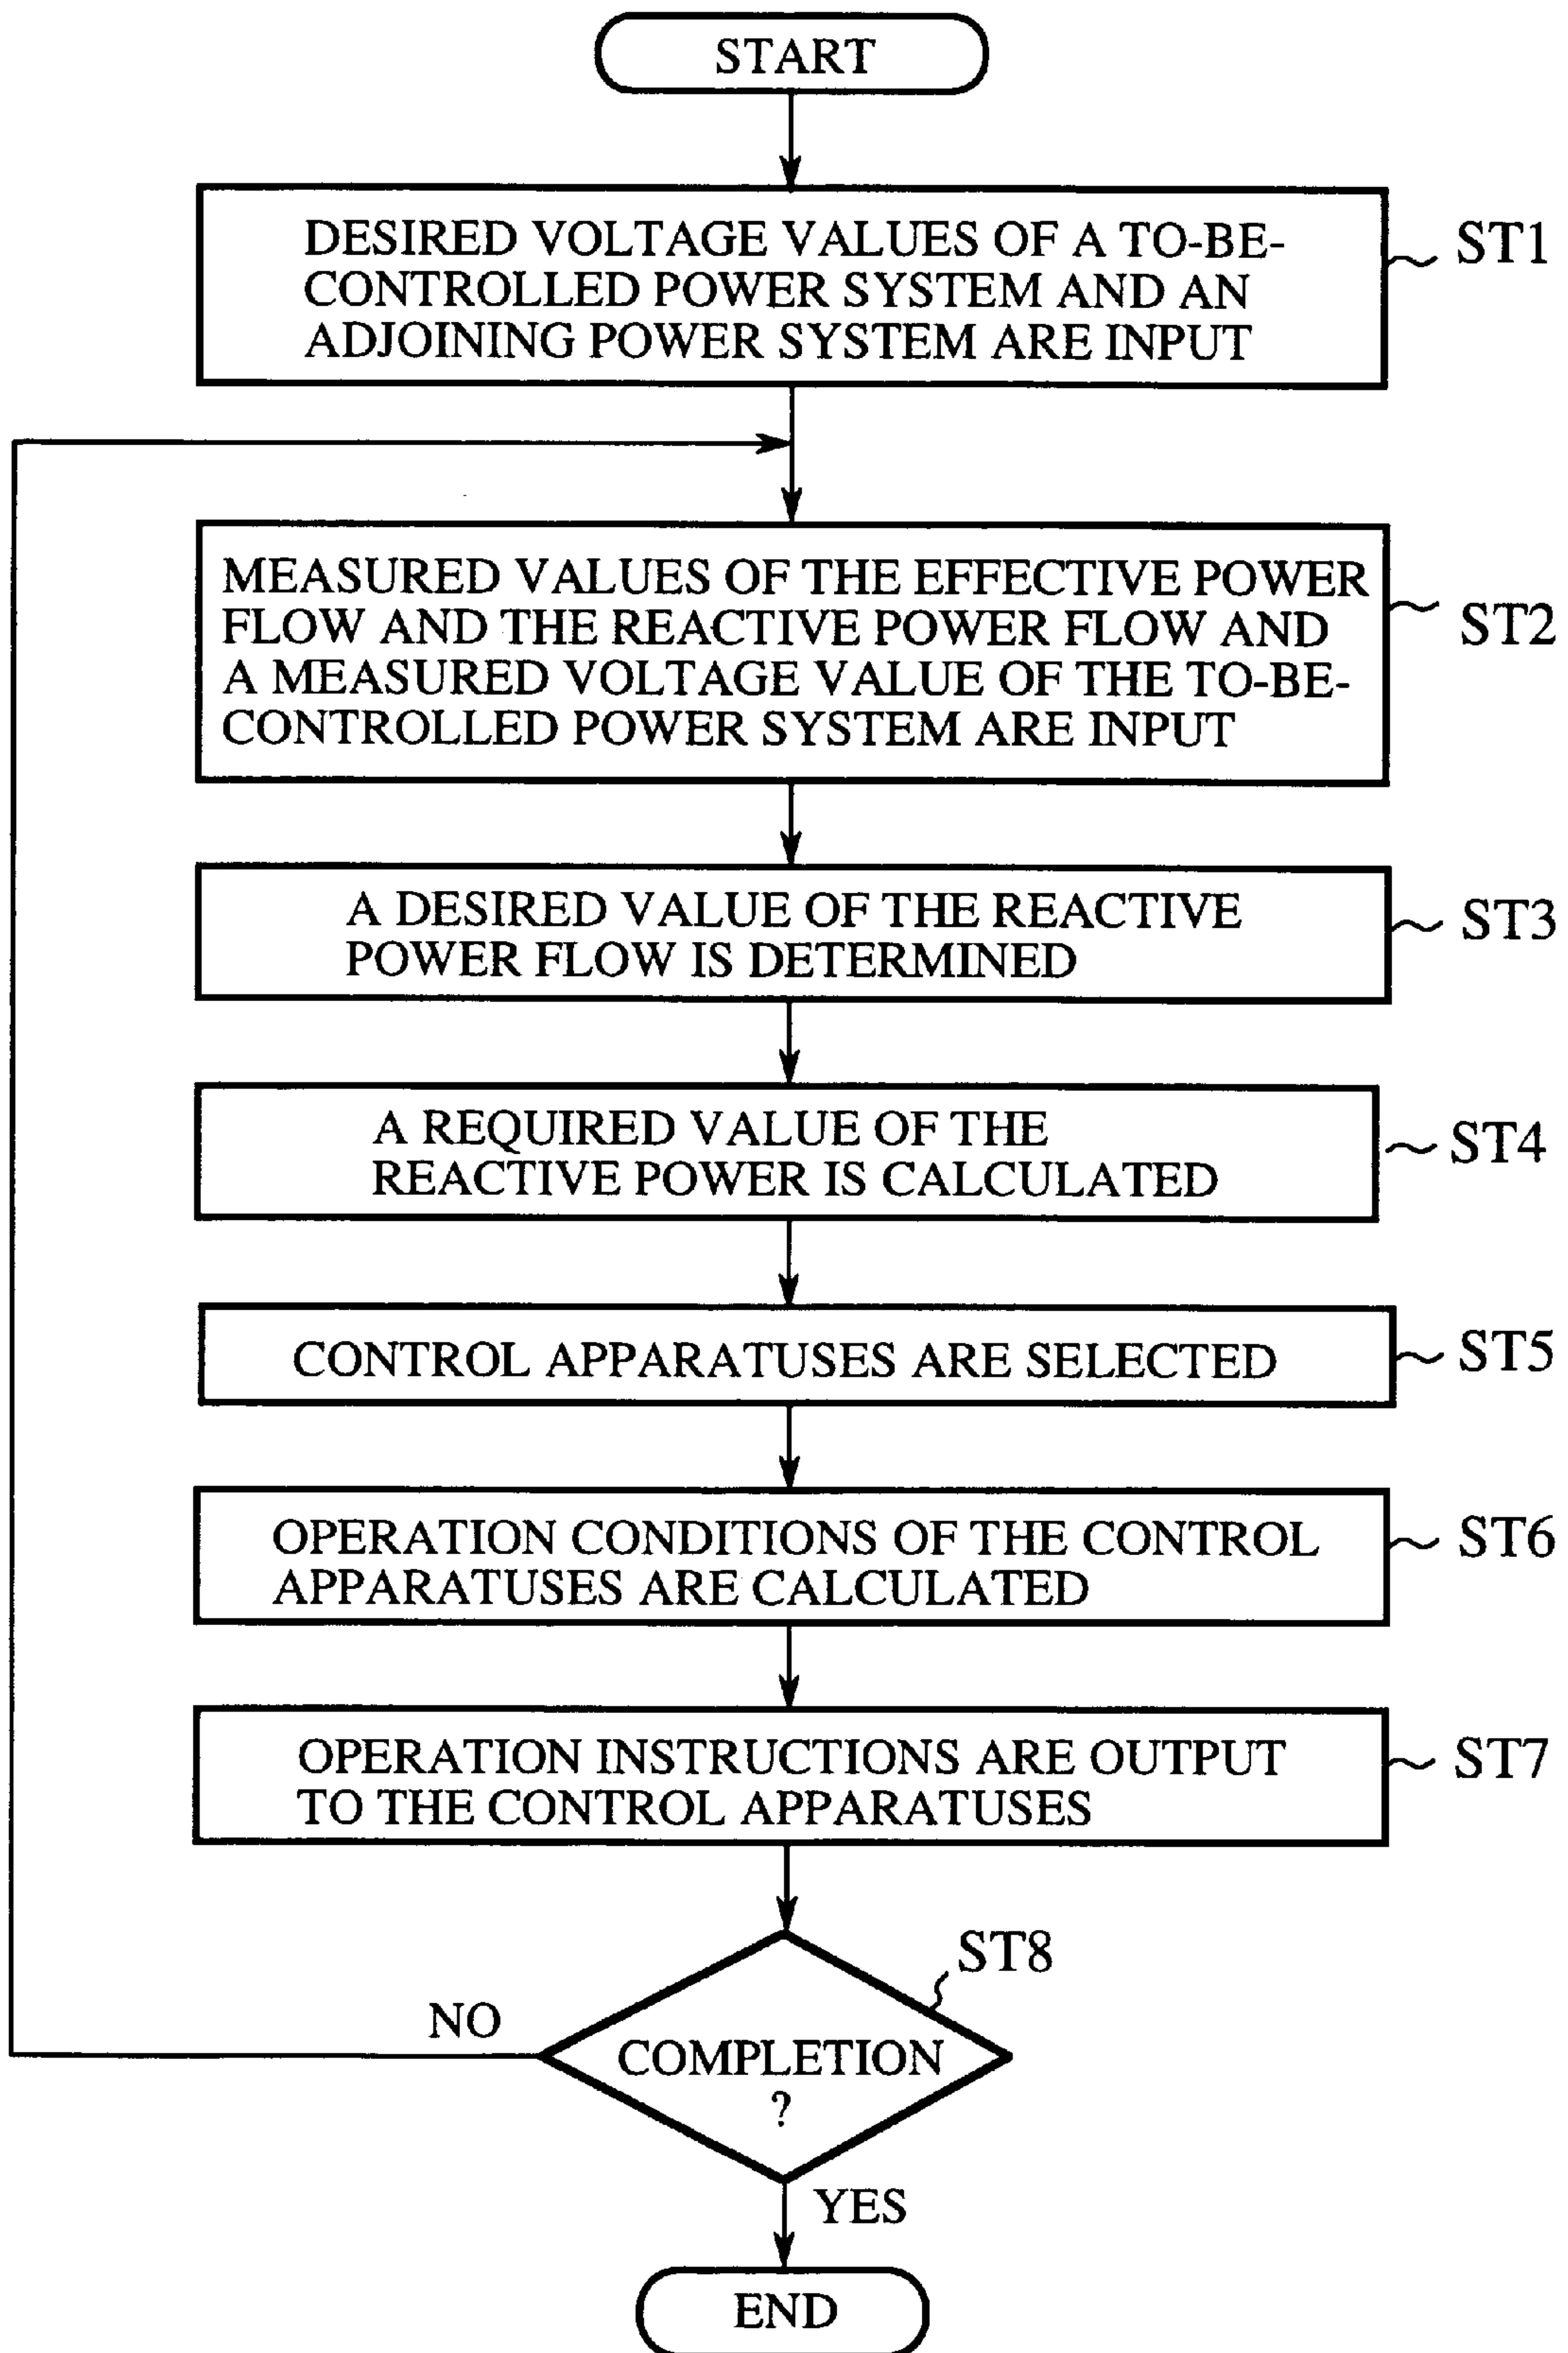 START
DESIRED VOLTAGE VALUES OF A TO-BE-
CONTROLLED POWER SYSTEM AND AN
ADJOINING POWER SYSTEM ARE INPUT
ST1
MEASURED VALUES OF THE EFFECTIVE POWER
FLOW AND THE REACTIVE POWER FLOW AND
A MEASURED VOLTAGE VALUE OF THE TO-BE-
CONTROLLED POWER SYSTEM ARE INPUT
ST2
A DESIRED VALUE OF THE REACTIVE
POWER FLOW IS DETERMINED
ST3
A REQUIRED VALUE OF THE
REACTIVE POWER IS CALCULATED
ST4
CONTROL APPARATUSES ARE SELECTED
ST5
OPERATION CONDITIONS OF THE CONTROL
APPARATUSES ARE CALCULATED
ST6
OPERATION INSTRUCTIONS ARE OUTPUT
TO THE CONTROL APPARATUSES
ST7
ST8
NO
COMPLETION
?
YES
END